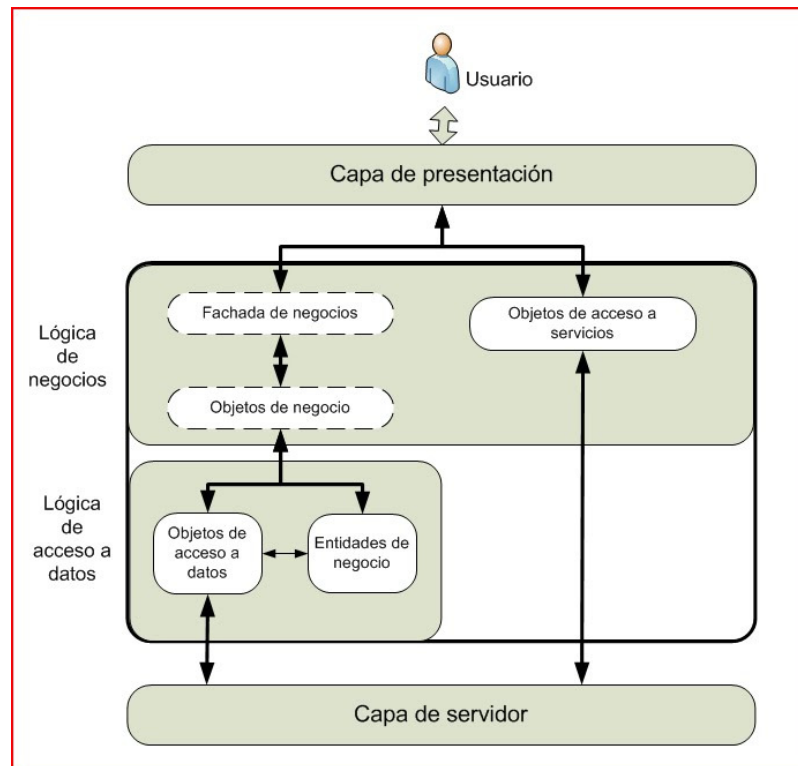 Usuario
Capa de presentación
Lógica
de
negocios
Fachada de negocios
Objetos de acceso a
servicios
Objetos de negocio
Lógica
de
acceso a
datos
Objetos de
acceso a
datos
Entidades de
negocio
Capa de servidor